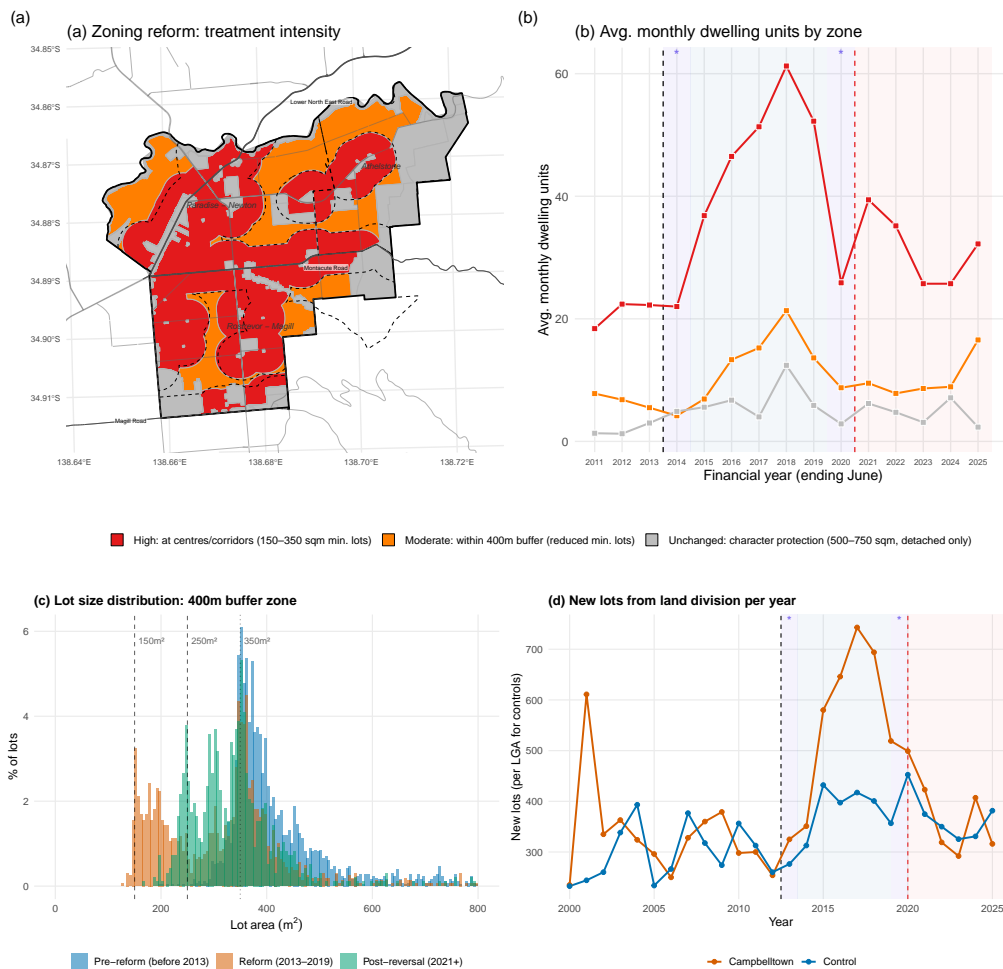 (a)
(b)
(a) Zoning reform: treatment intensity
(b) Avg. monthly dwelling units by zone
34.85°S
34.86°S
34.87°S
34.88°S
34.89°S
34.90°S
34.91°S
Lower North East Road
Athelstone
Paradise – Newton
Montacute Road
Rostrevor – Magill
Magill Road
138.64°E 138.66°E 138.68°E 138.70°E 138.72°E
Avg. monthly dwelling units
60
40
20
0
* *
2011 2012 2013 2014 2015 2016 2017 2018 2019 2020 2021 2022 2023 2024 2025
Financial year (ending June)
High: at centres/corridors (150–350 sqm min. lots) Moderate: within 400m buffer (reduced min. lots) Unchanged: character protection (500–750 sqm, detached only)
(c) Lot size distribution: 400m buffer zone
% of lots
6
4
2
0
150m² 250m² 350m²
0 200 400 600 800
Lot area (m²)
Pre−reform (before 2013) Reform (2013–2019) Post−reversal (2021+)
(d) New lots from land division per year
New lots (per LGA for controls)
700
600
500
400
300
* *
2000 2005 2010 2015 2020 2025
Year
Campbelltown Control